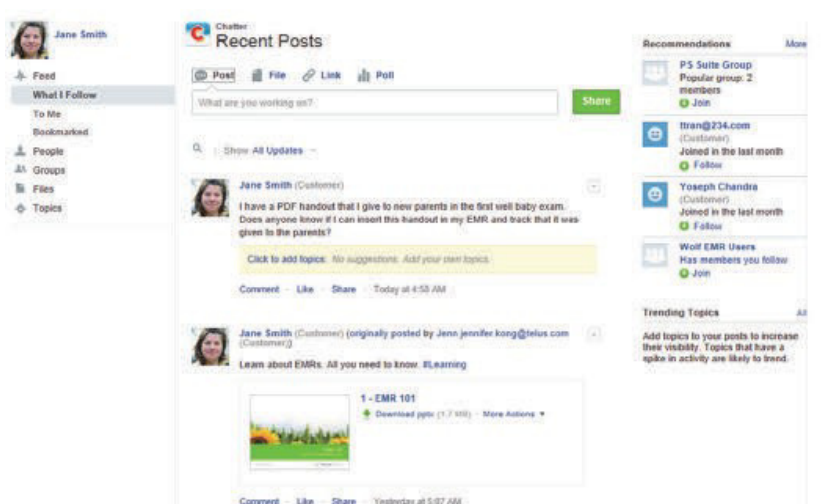 Jane Smith
Feed
What I Follow
To Me
Bookmarked
People
Groups
Files
Topics
Chatter
Recent Posts
Post File Link Poll
What are you working on?
Share
Show All Updates
Jane Smith (Customer)
I have a PDF handout that I give to new parents in the first well baby exam.
Does anyone know if I can insert this handout in my EMR and track that it was
given to the parents?
Click to add topics: No suggestions. Add your own topics.
Comment · Like · Share · Today at 4:58 AM
Jane Smith (Customer) (originally posted by Jenn jennifer.kong@telus.com
(Customer))
Learn about EMRs. All you need to know. #Learning
1 - EMR 101
Download pptx (1.7 MB) · More Actions
Comment · Like · Share · Yesterday at 5:07 AM
Recommendations More
PS Suite Group
Popular group: 2
members
Join
ttran@234.com
(Customer)
Joined in the last month
Follow
Yoseph Chandra
(Customer)
Joined in the last month
Follow
Wolf EMR Users
Has members you follow
Join
Trending Topics All
Add topics to your posts to increase
their visibility. Topics that have a
spike in activity are likely to trend.